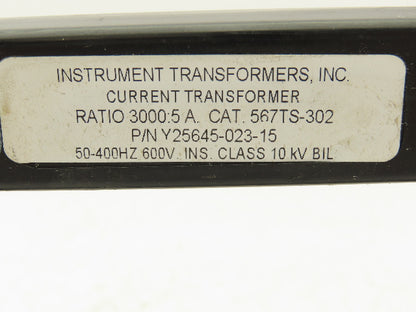 INSTRUMENT TRANSFORMERS, INC.
CURRENT TRANSFORMER
RATIO 3000:5 A. CAT. 567TS-302
P/N Y25645-023-15
50-400HZ 600V. INS. CLASS 10 kV BIL